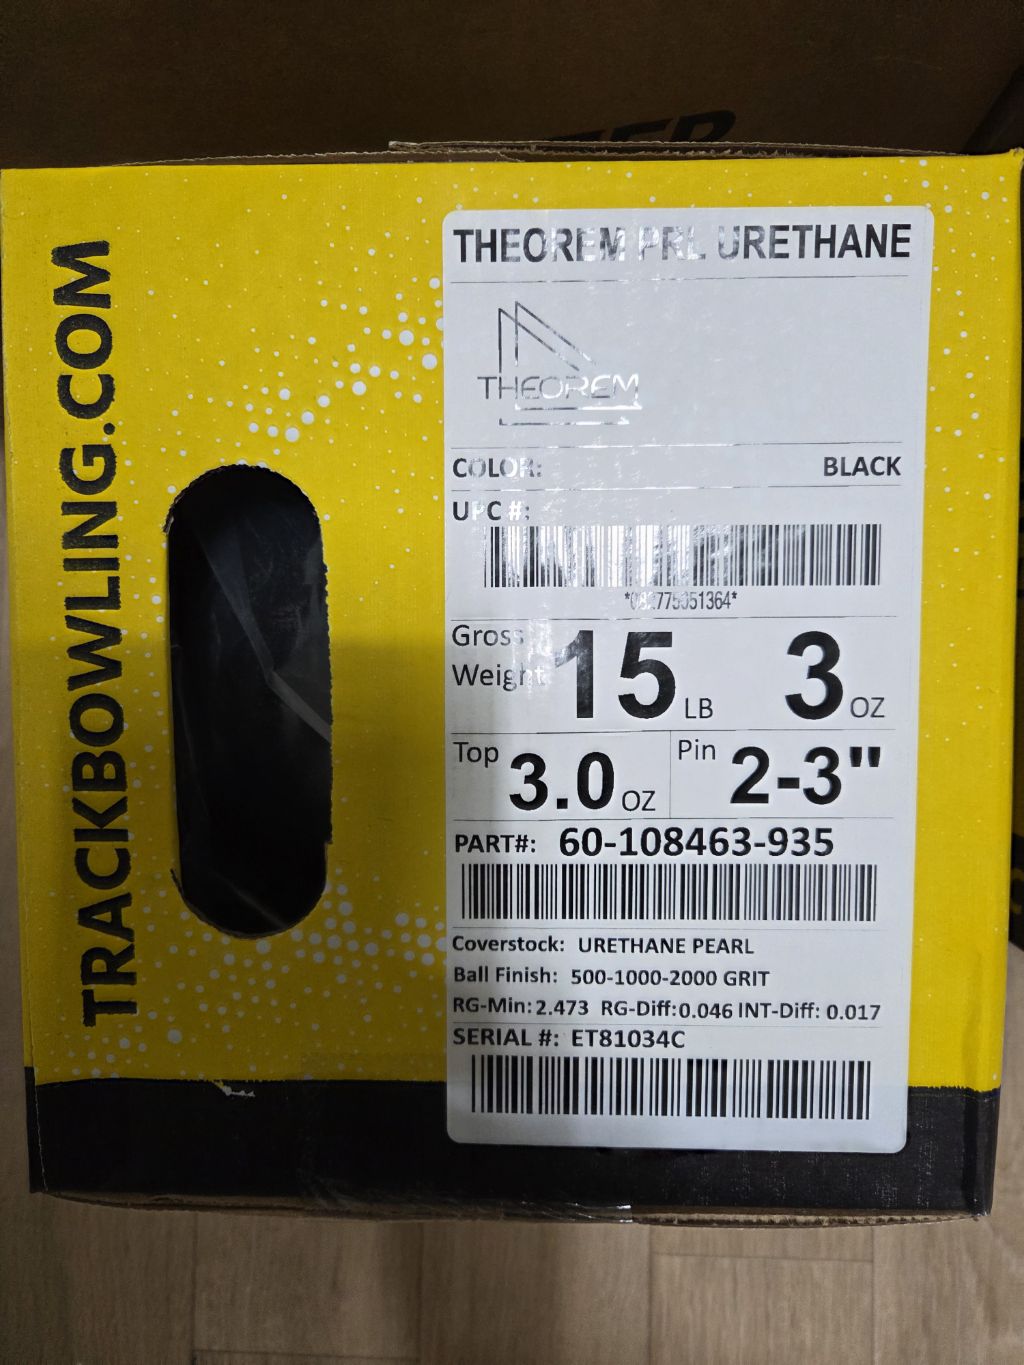 TRACKBOWLING.COM
THEOREM PRL URETHANE
THEOREM
COLOR: BLACK
UPC #:
Gross Weight 15 LB 3 OZ
Top 3.0 OZ Pin 2-3"
PART#: 60-108463-935
Coverstock: URETHANE PEARL
Ball Finish: 500-1000-2000 GRIT
RG-Min: 2.473 RG-Diff: 0.046 INT-Diff: 0.017
SERIAL #: ET81034C